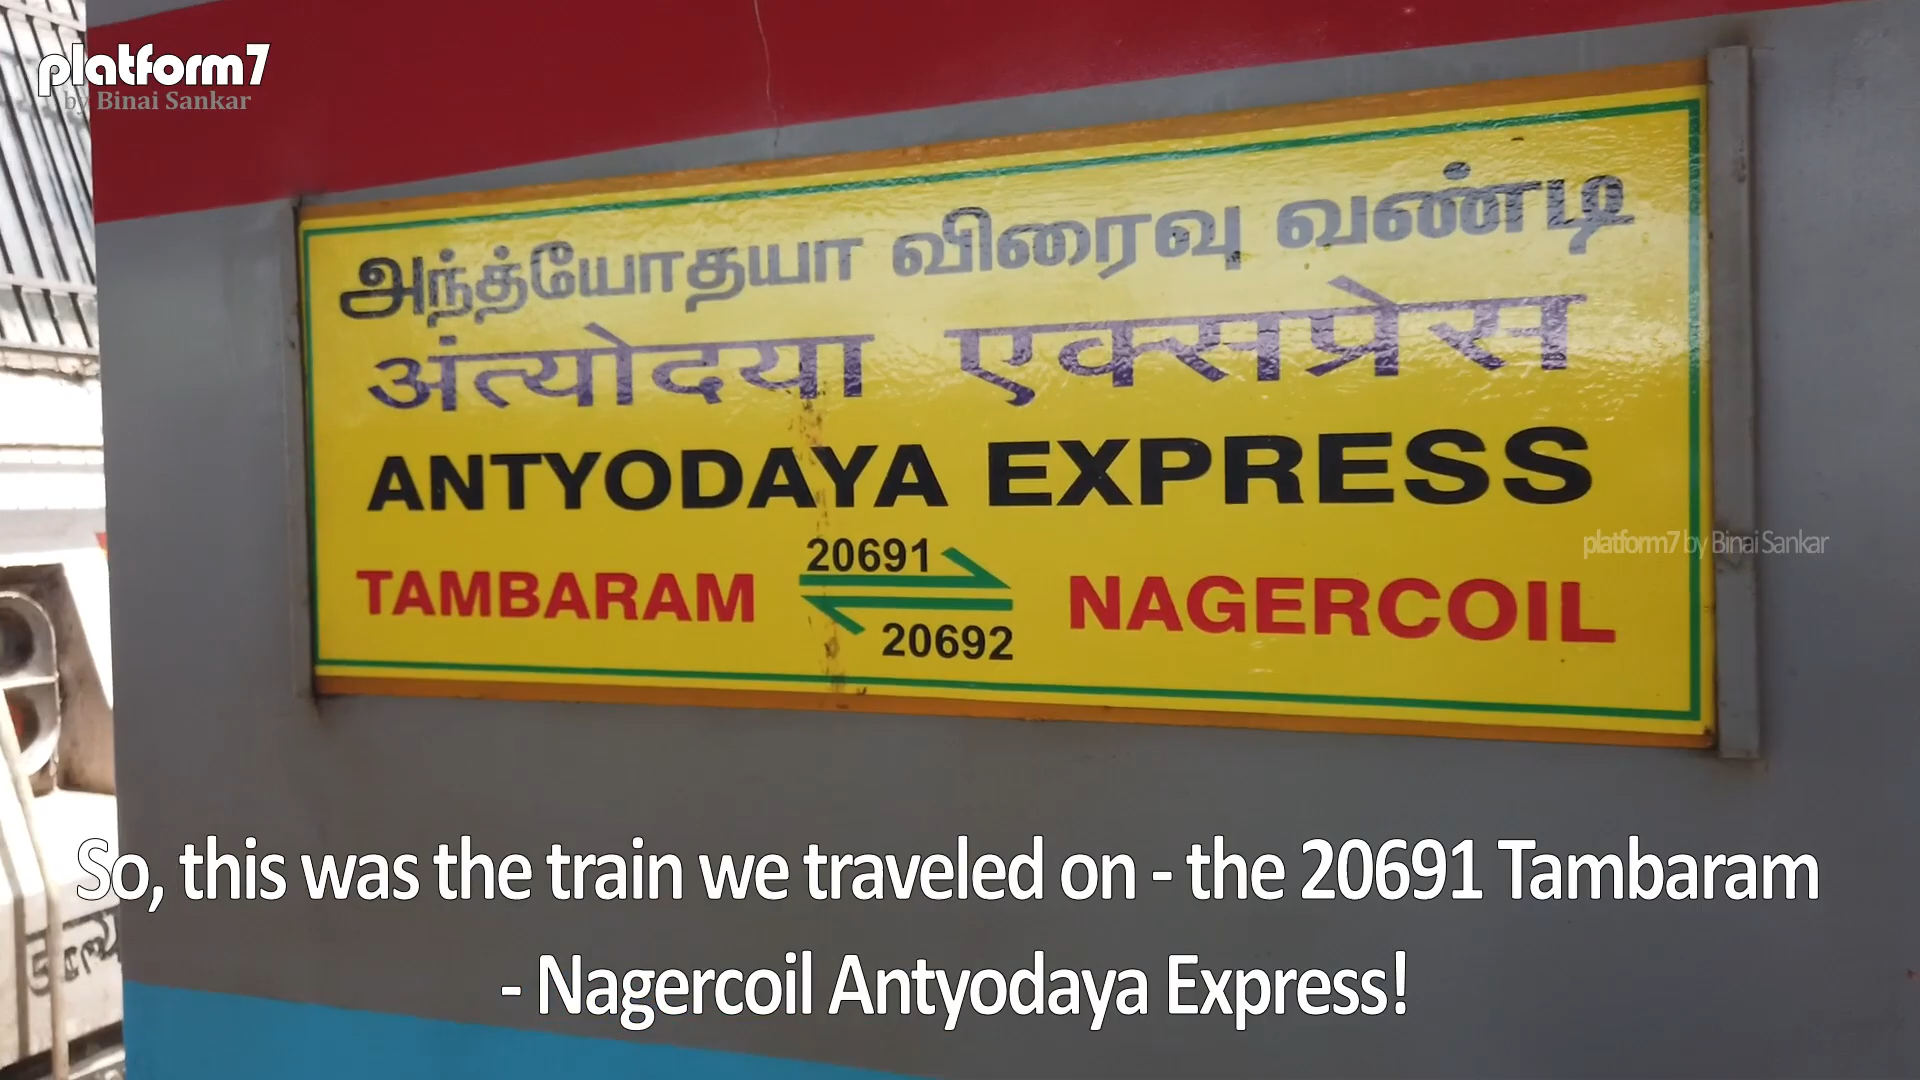 platform7
by Binai Sankar
அந்த்யோதயா விரைவு வண்டி
अंत्योदया एक्सप्रेस
ANTYODAYA EXPRESS
20691
TAMBARAM NAGERCOIL
20692
platform7 by Binai Sankar
So, this was the train we traveled on - the 20691 Tambaram
- Nagercoil Antyodaya Express!